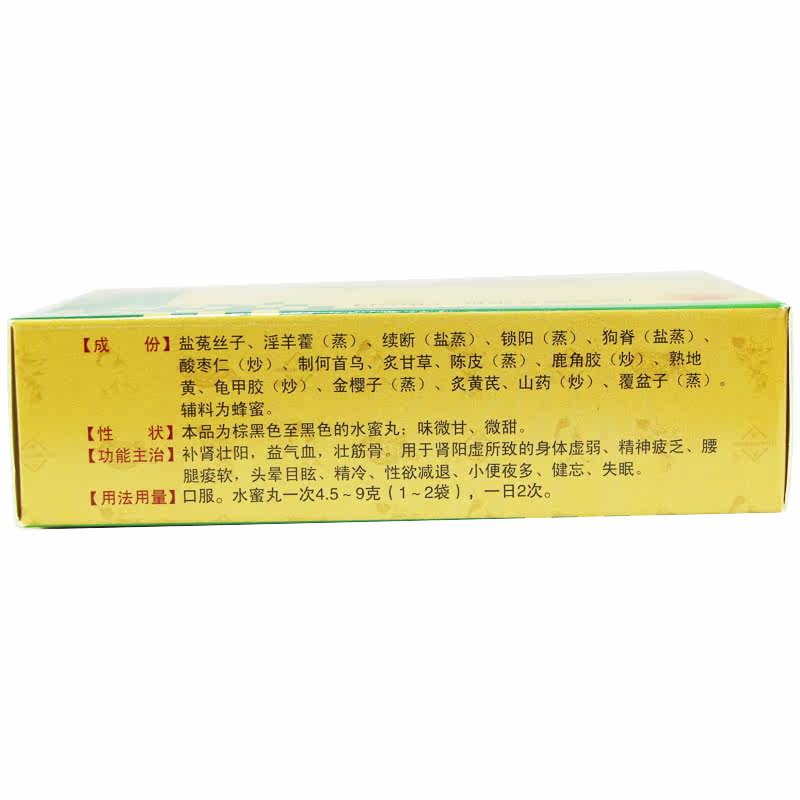 【成　份】盐菟丝子、淫羊藿（蒸）、续断（盐蒸）、锁阳（蒸）、狗脊（盐蒸）、
酸枣仁（炒）、制何首乌、炙甘草、陈皮（蒸）、鹿角胶（炒）、熟地
黄、龟甲胶（炒）、金樱子（蒸）、炙黄芪、山药（炒）、覆盆子（蒸）。
辅料为蜂蜜。
【性　状】本品为棕黑色至黑色的水蜜丸；味微甘、微甜。
【功能主治】补肾壮阳，益气血，壮筋骨。用于肾阳虚所致的身体虚弱、精神疲乏、腰
腿痠软，头晕目眩、精冷、性欲减退、小便夜多、健忘、失眠。
【用法用量】口服。水蜜丸一次4.5～9克（1～2袋），一日2次。